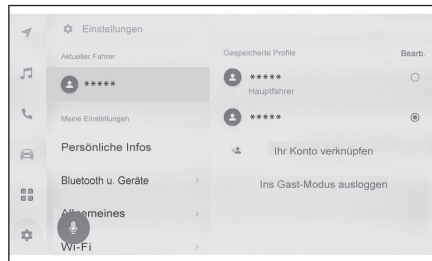 Einstellungen
Aktueller Fahrer
*****
Meine Einstellungen
Persönliche Infos
Bluetooth u. Geräte
Allgemeines
Wi-Fi
Gespeicherte Profile
Bearb.
*****
Hauptfahrer
*****
Ihr Konto verknüpfen
Ins Gast-Modus ausloggen